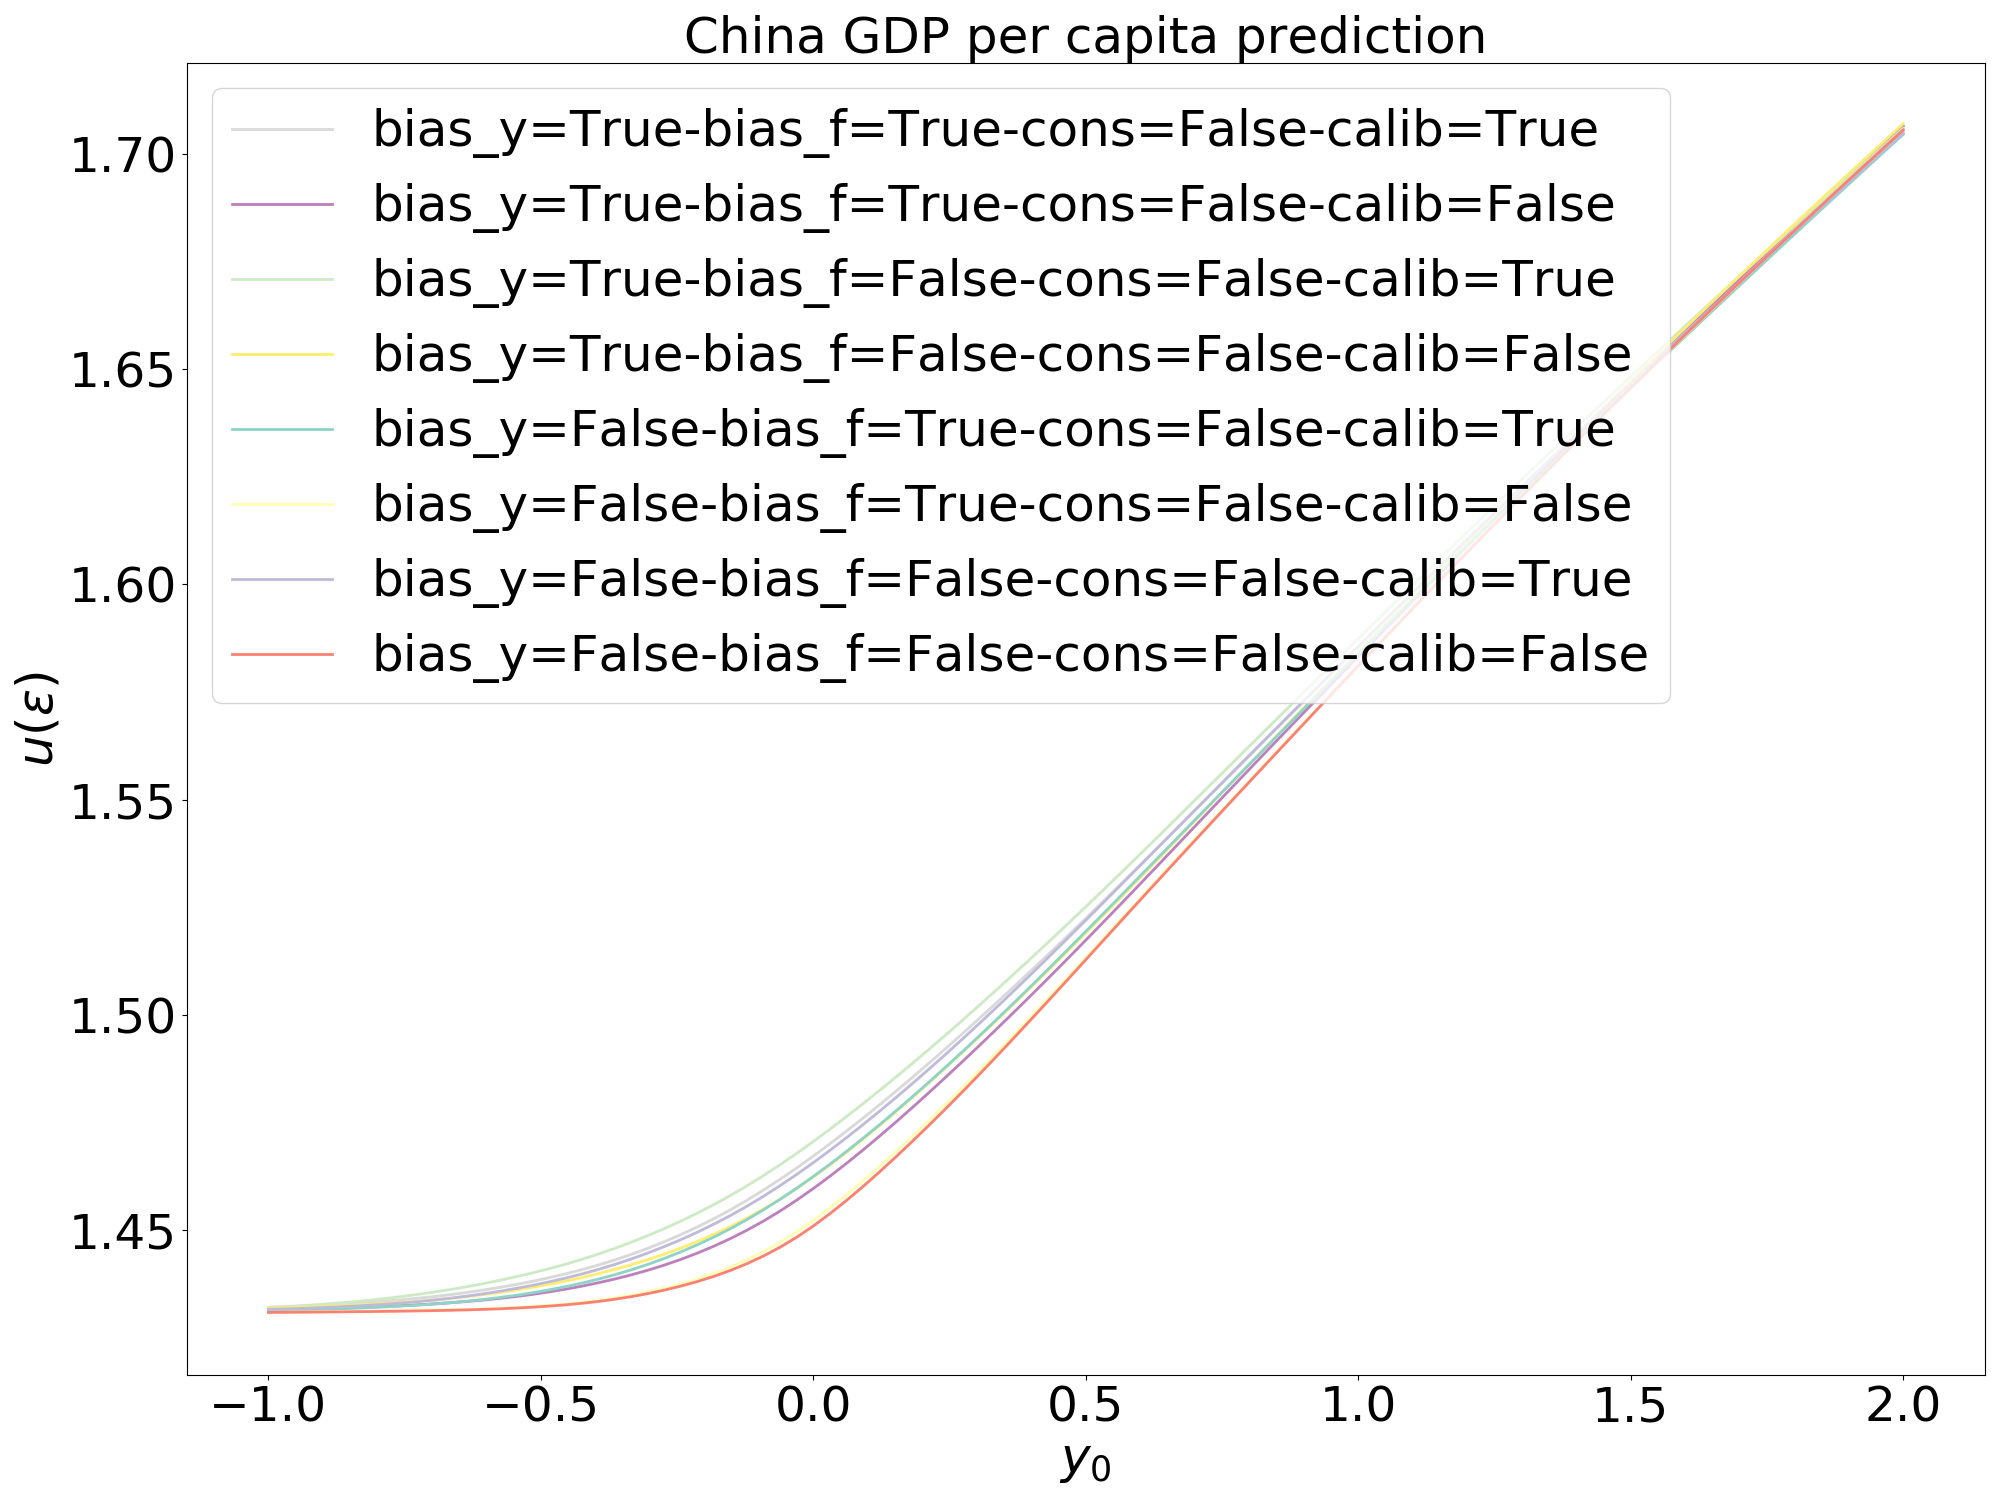 China GDP per capita prediction
bias_y=True-bias_f=True-cons=False-calib=True
bias_y=True-bias_f=True-cons=False-calib=False
bias_y=True-bias_f=False-cons=False-calib=True
bias_y=True-bias_f=False-cons=False-calib=False
bias_y=False-bias_f=True-cons=False-calib=True
bias_y=False-bias_f=True-cons=False-calib=False
bias_y=False-bias_f=False-cons=False-calib=True
bias_y=False-bias_f=False-cons=False-calib=False
u(ε)
1.70
1.65
1.60
1.55
1.50
1.45
−1.0 −0.5 0.0 0.5 1.0 1.5 2.0
y₀